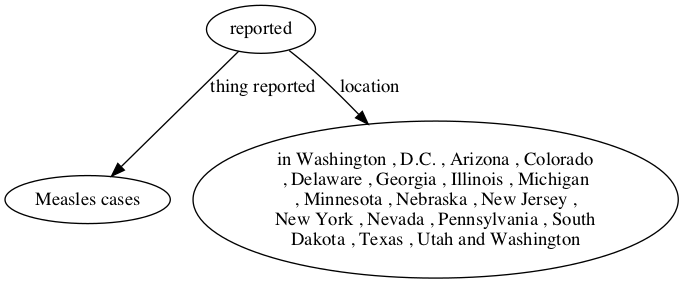 reported
thing reported
location
Measles cases
in Washington , D.C. , Arizona , Colorado
, Delaware , Georgia , Illinois , Michigan
, Minnesota , Nebraska , New Jersey ,
New York , Nevada , Pennsylvania , South
Dakota , Texas , Utah and Washington